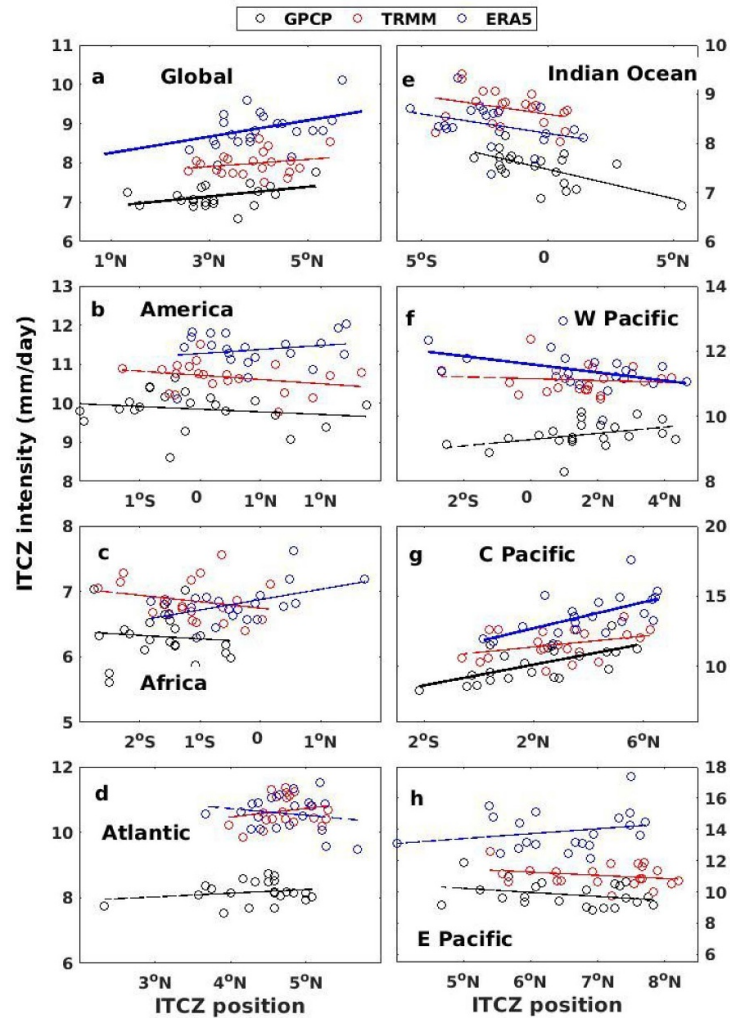 GPCP TRMM ERA5
ITCZ intensity (mm/day)
a Global
11
10
9
8
7
6
1°N 3°N 5°N
e Indian Ocean
10
8
6
5°S 0 5°N
b America
13
12
11
10
9
8
1°S 0 1°N 1°N
f W Pacific
14
12
10
8
2°S 0 2°N 4°N
c Africa
8
7
6
5
2°S 1°S 0 1°N
g C Pacific
20
15
10
2°S 2°N 6°N
d Atlantic
12
10
8
6
3°N 4°N 5°N
ITCZ position
h E Pacific
18
16
14
12
10
8
6
5°N 6°N 7°N 8°N
ITCZ position